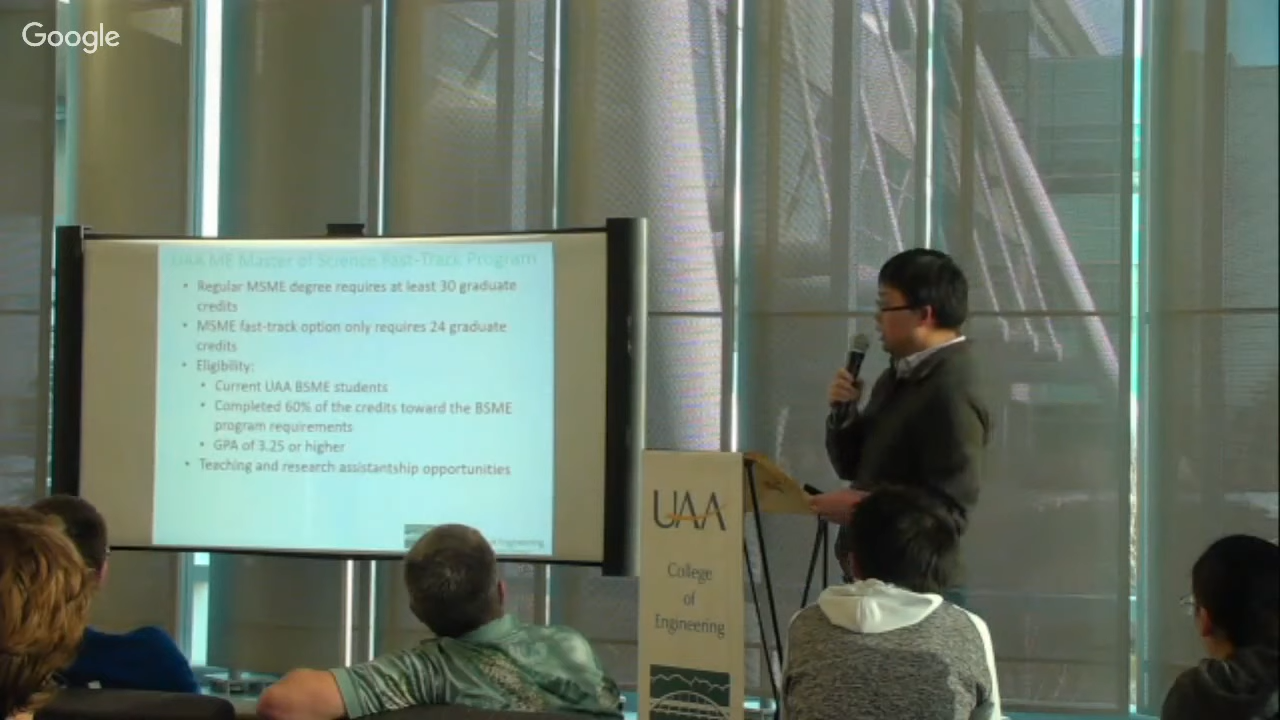 Google
UAA ME Master of Science Fast-Track Program
• Regular MSME degree requires at least 30 graduate
credits
• MSME fast-track option only requires 24 graduate
credits
• Eligibility:
• Current UAA BSME students
• Completed 60% of the credits toward the BSME
program requirements
• GPA of 3.25 or higher
• Teaching and research assistantship opportunities
of Engineering
UAA
College
of
Engineering